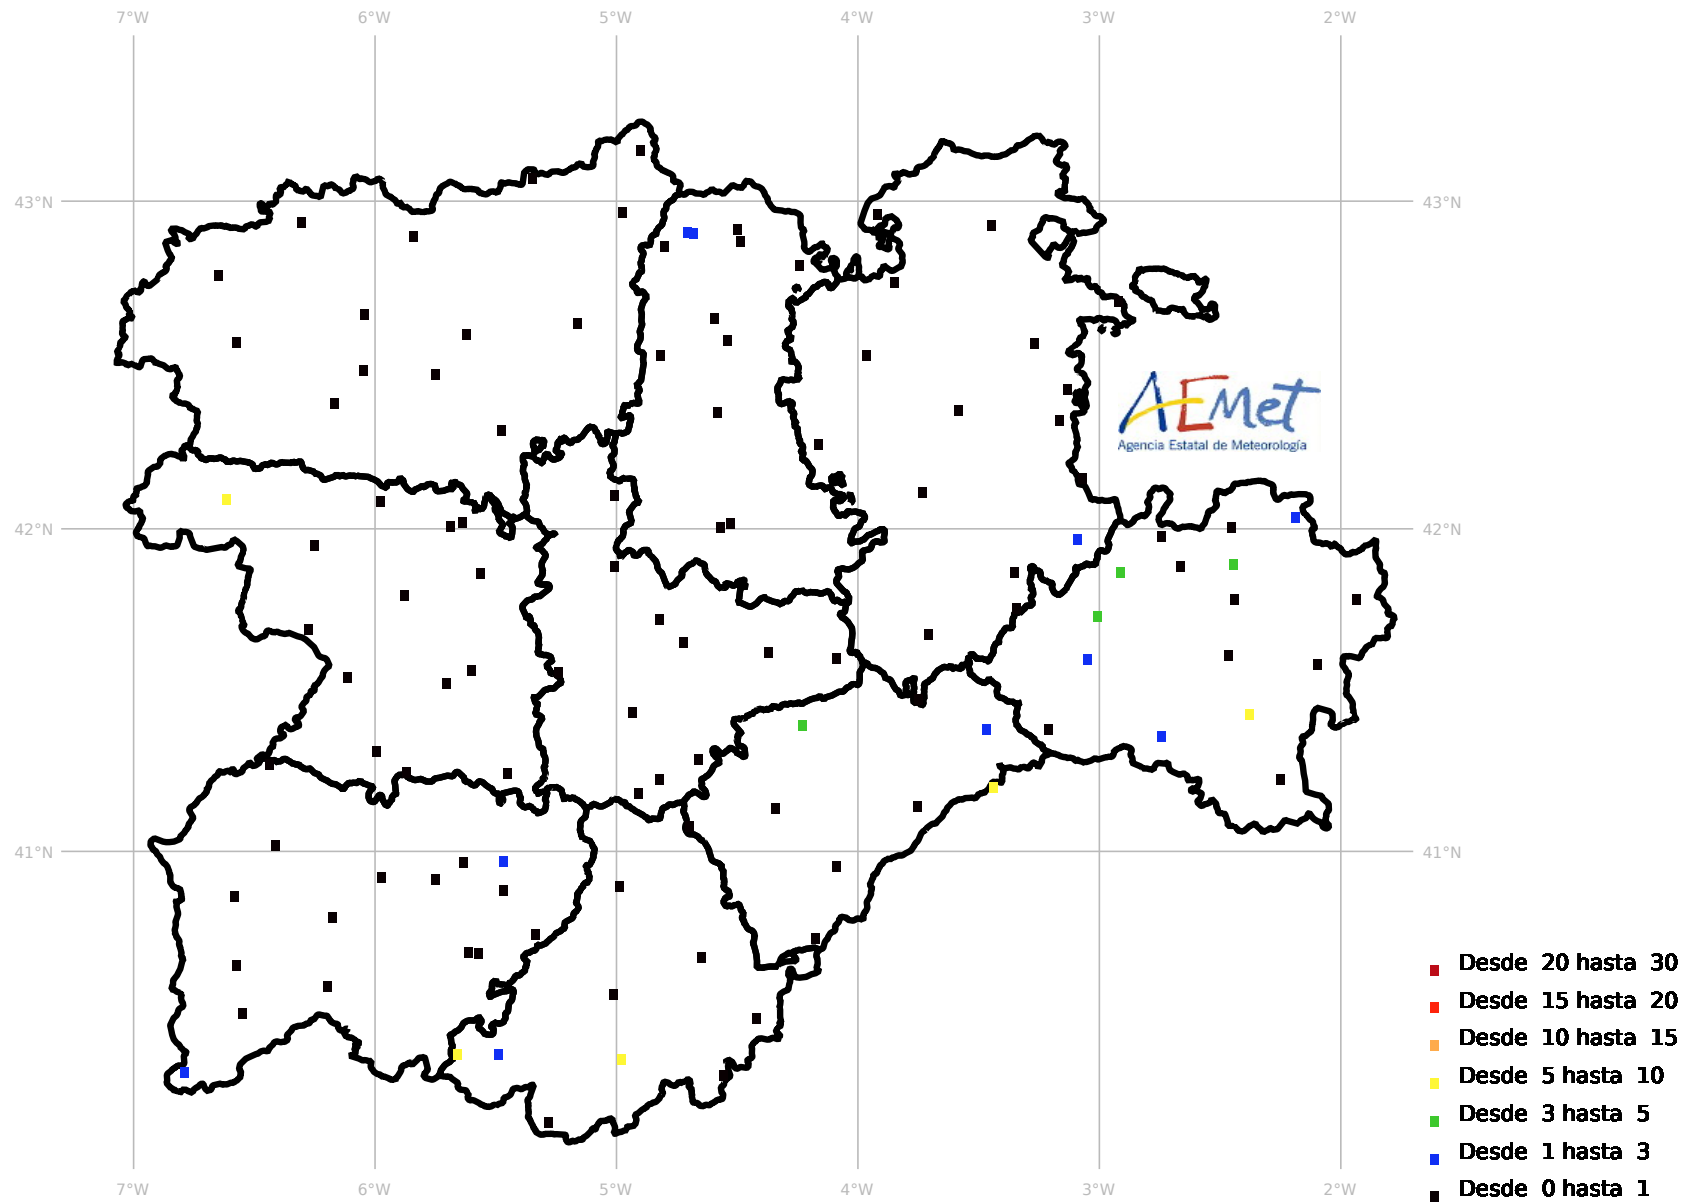 7°W 6°W 5°W 4°W 3°W 2°W
43°N 43°N
AEMet
Agencia Estatal de Meteorología
42°N 42°N
41°N 41°N
Desde 20 hasta 30
Desde 15 hasta 20
Desde 10 hasta 15
Desde 5 hasta 10
Desde 3 hasta 5
Desde 1 hasta 3
Desde 0 hasta 1
7°W 6°W 5°W 4°W 3°W 2°W